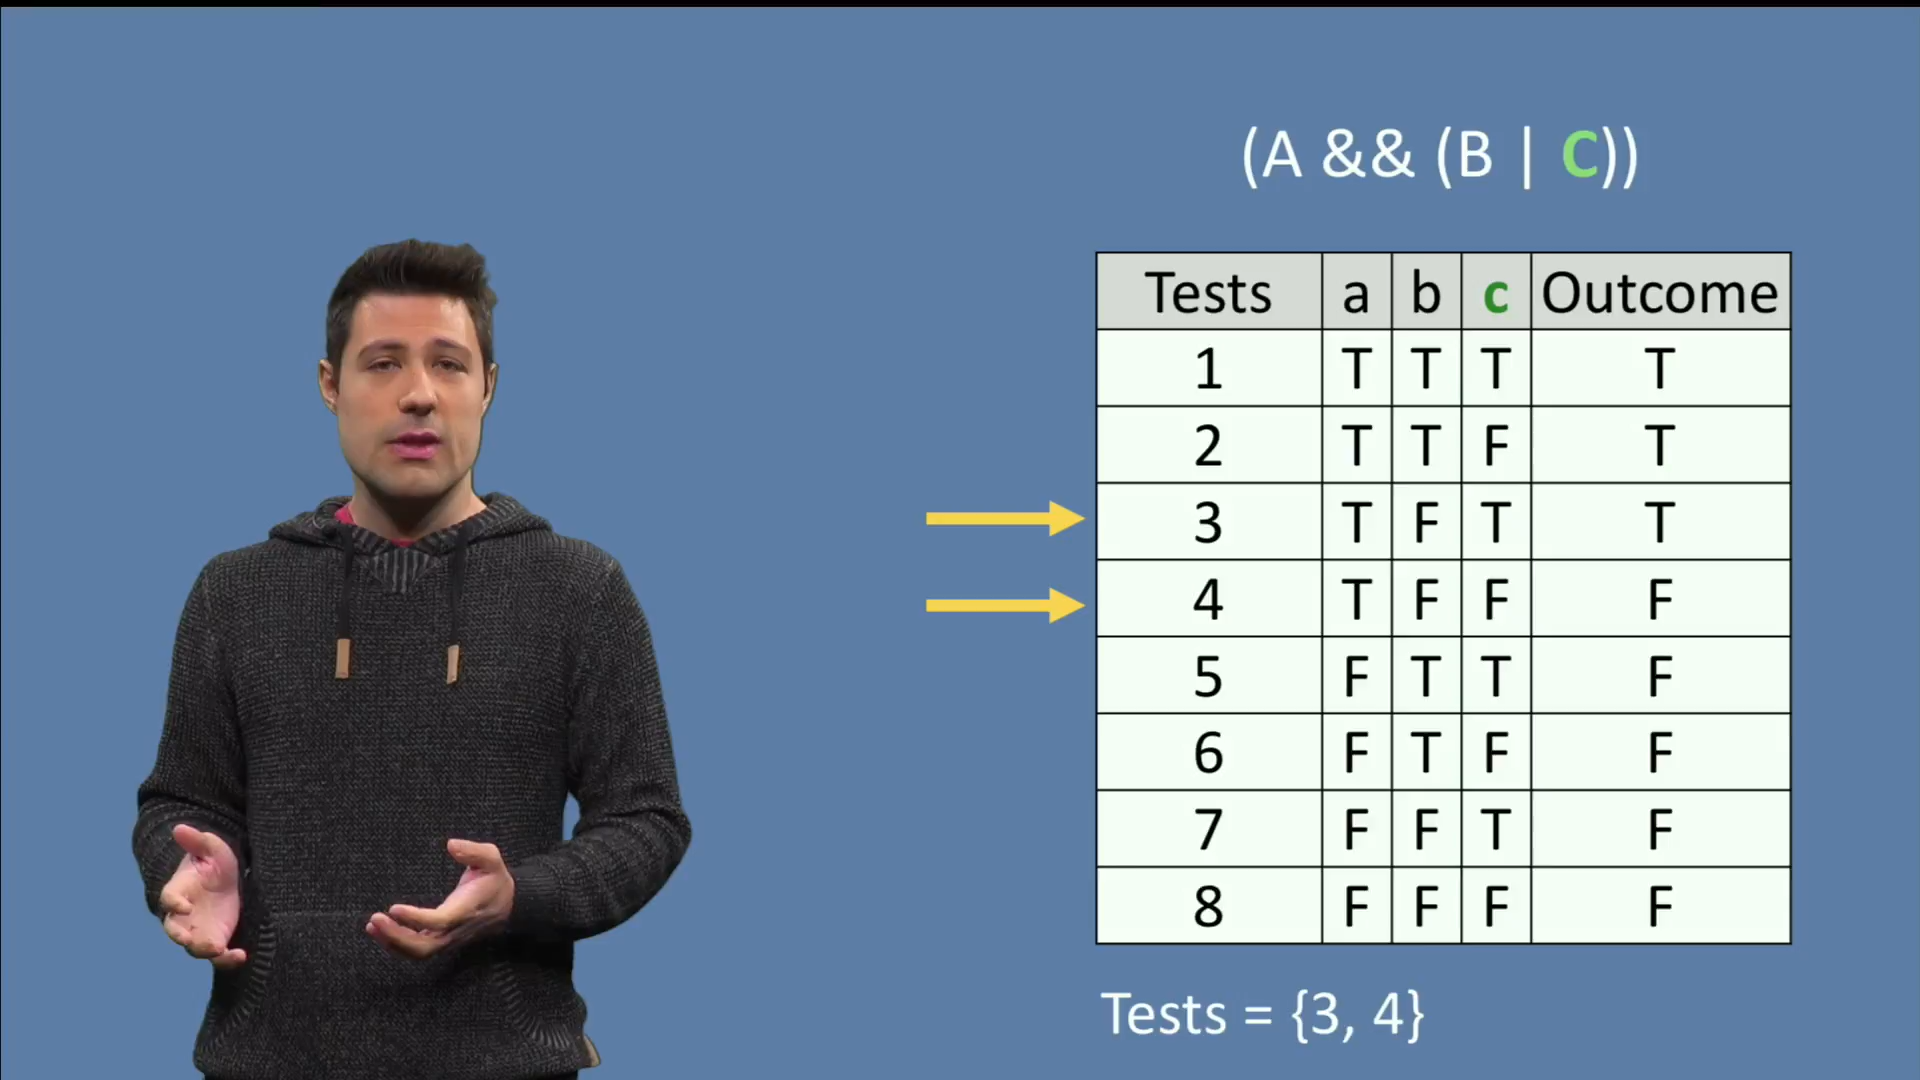 (A && (B | C))
Tests a b c Outcome
1 T T T T
2 T T F T
3 T F T T
4 T F F F
5 F T T F
6 F T F F
7 F F T F
8 F F F F
Tests = {3, 4}